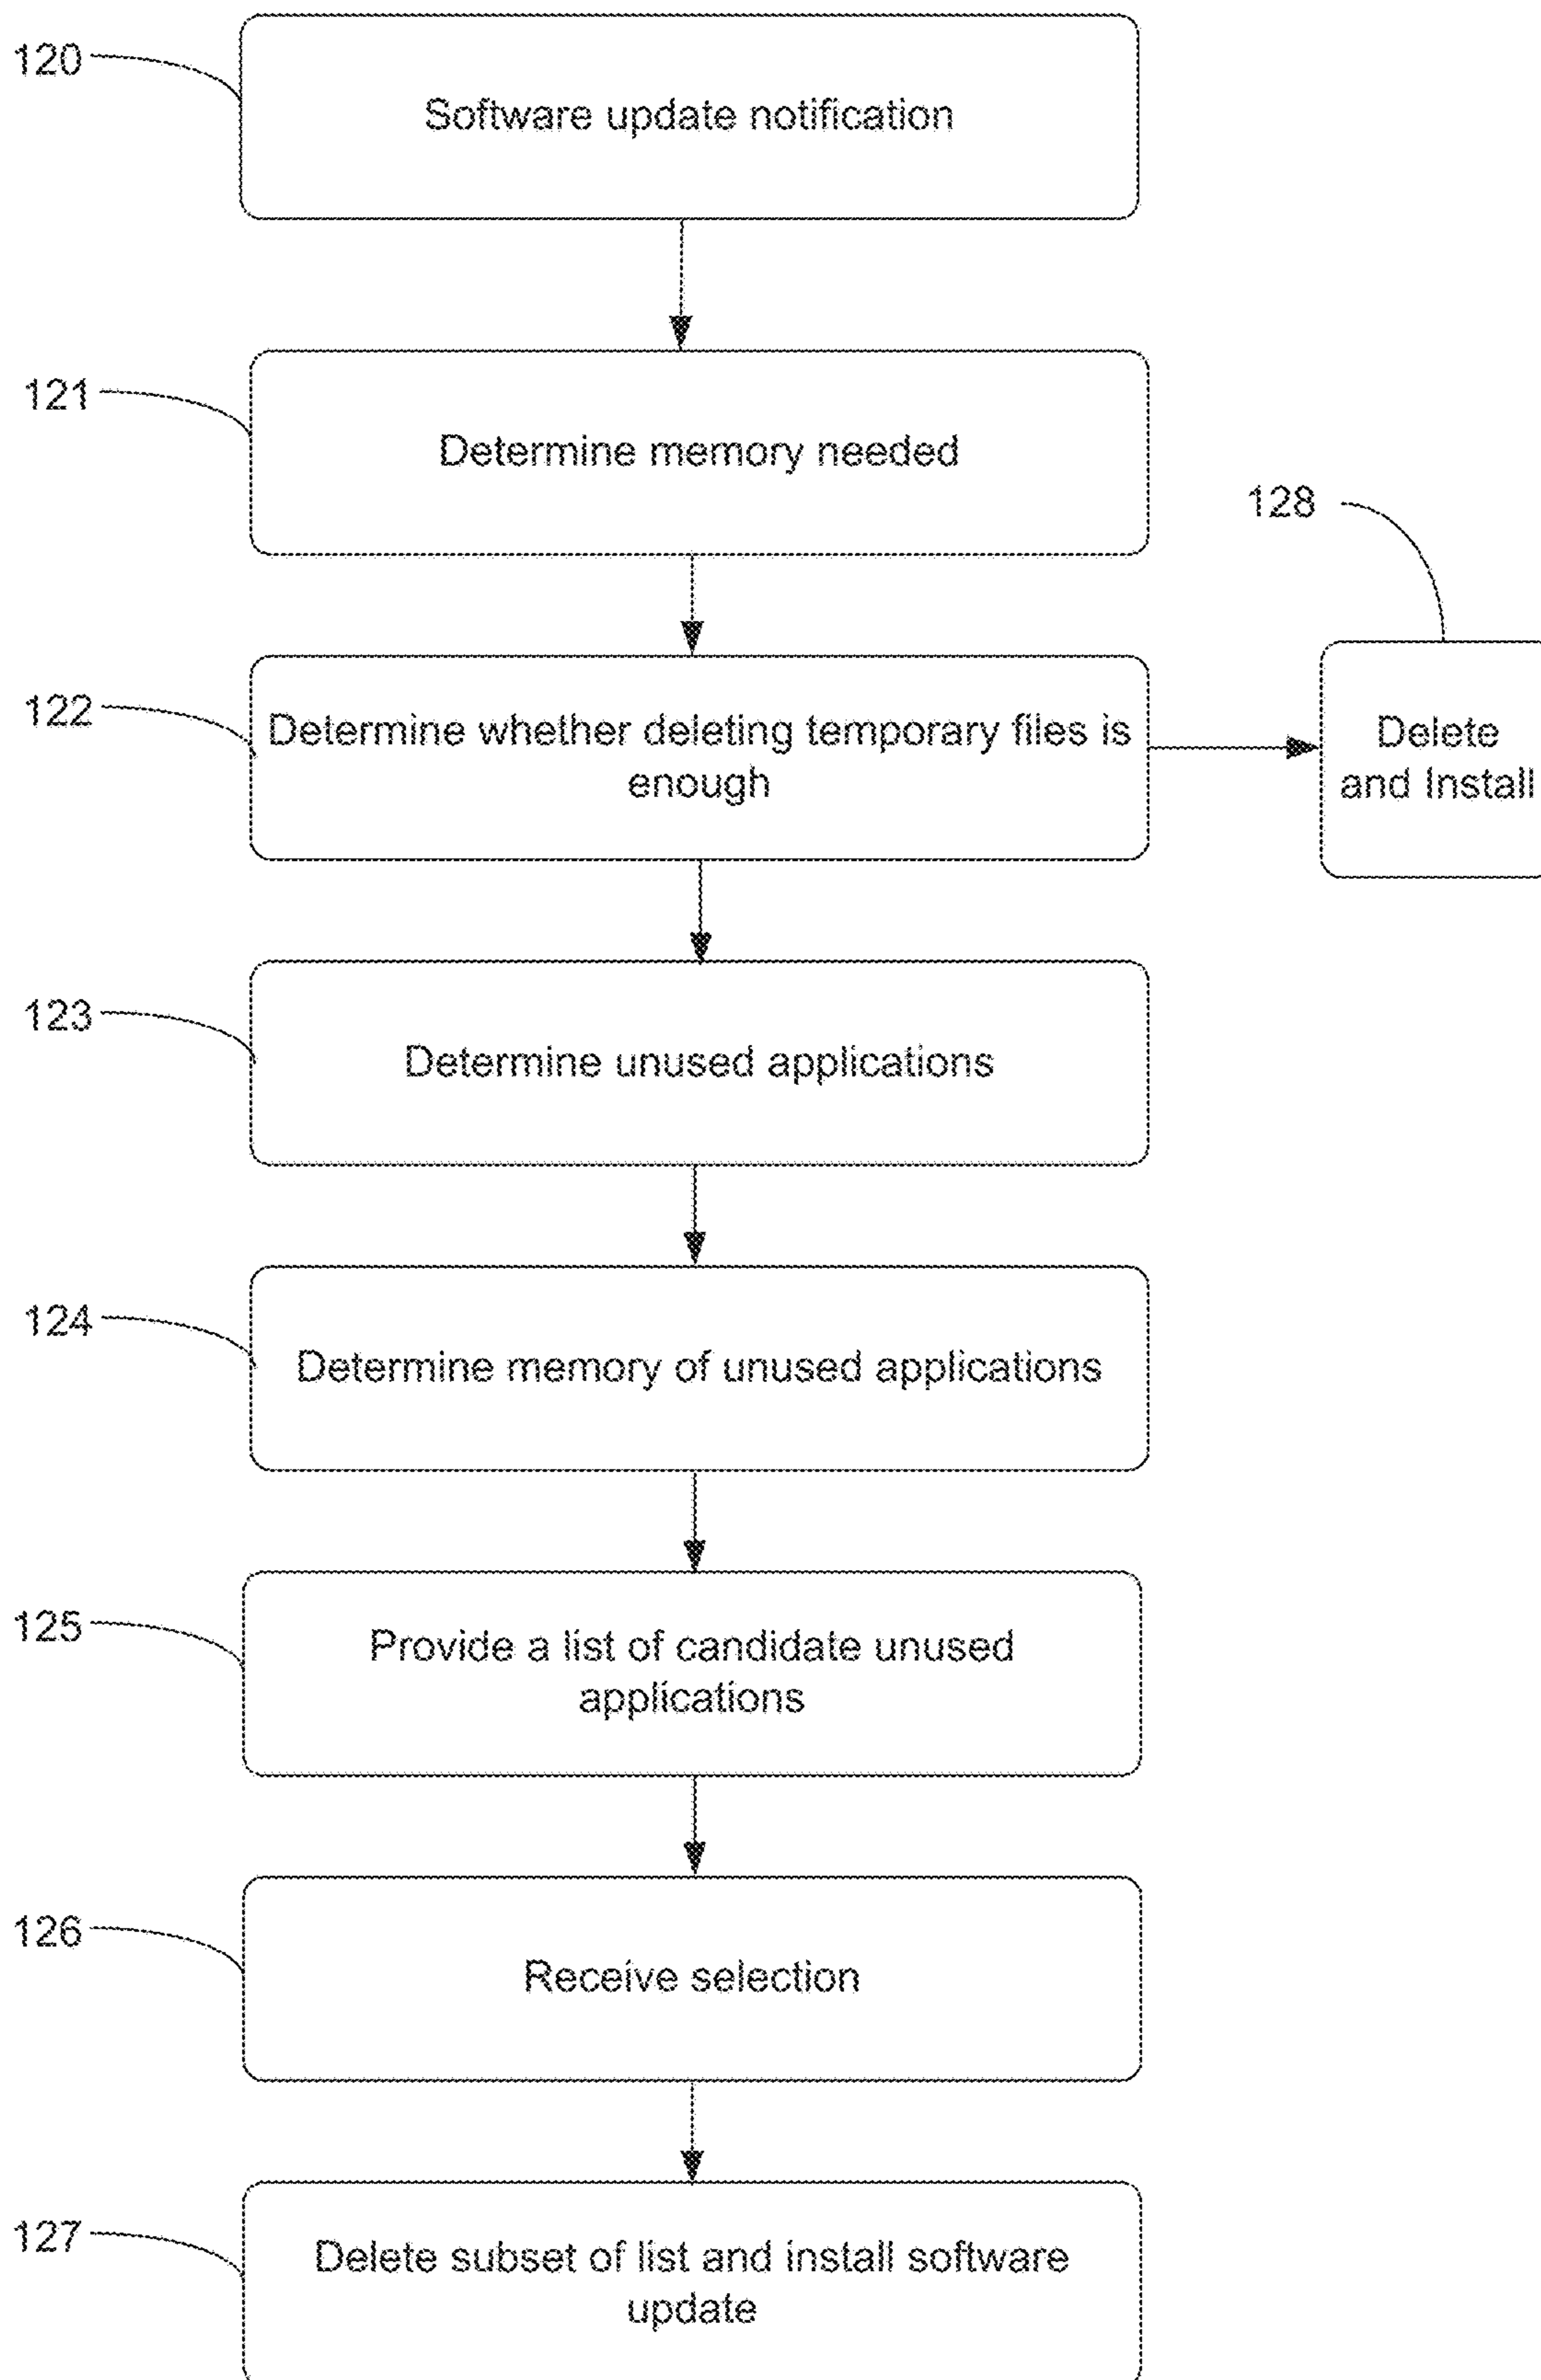 120
Software update notification
121
Determine memory needed
128
122
Determine whether deleting temporary files is
enough
Delete
and Install
123
Determine unused applications
124
Determine memory of unused applications
125
Provide a list of candidate unused
applications
126
Receive selection
127
Delete subset of list and install software
update